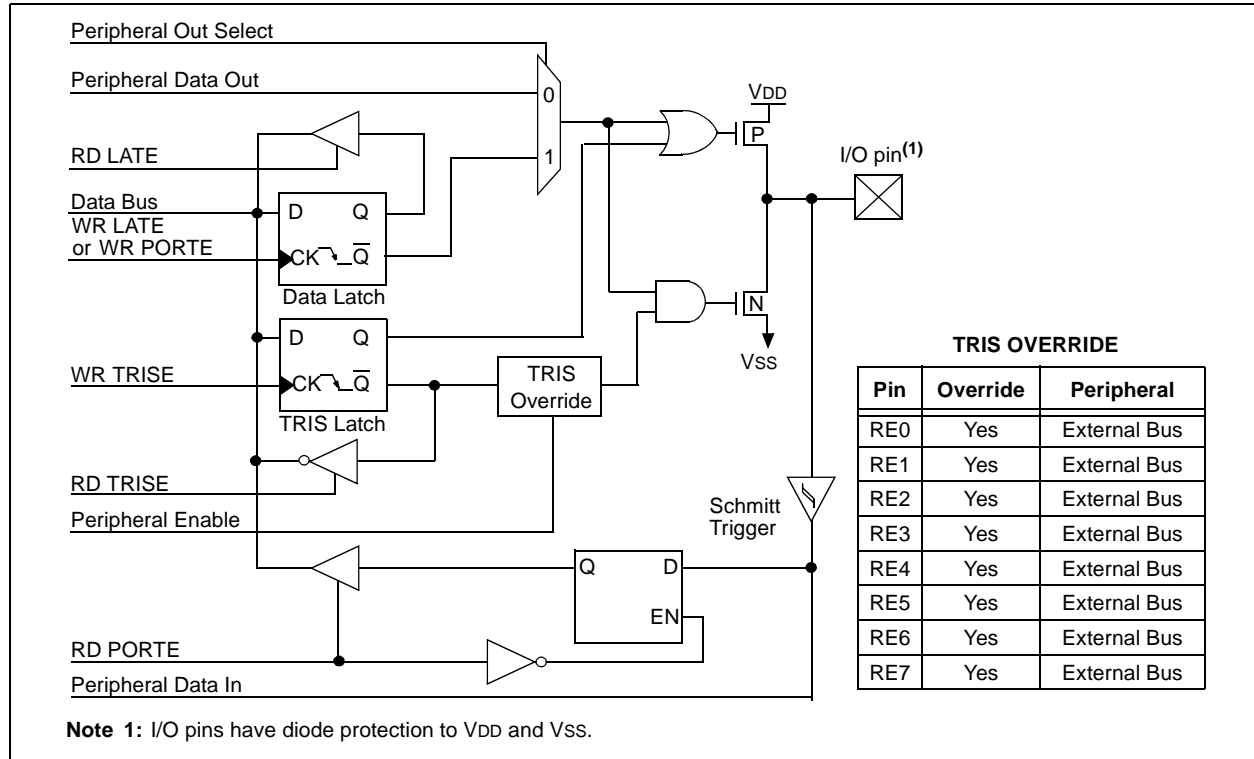 Peripheral Out Select
Peripheral Data Out
0
VDD
P
RD LATE
1
I/O pin(1)
Data Bus
D Q
WR LATE
or WR PORTE
CK Q̅
Data Latch
N
D Q
VSS
WR TRISE
CK Q̅
TRIS
Override
TRIS Latch
RD TRISE
Peripheral Enable
Schmitt
Trigger
Q D
EN
RD PORTE
Peripheral Data In
TRIS OVERRIDE
Pin Override Peripheral
RE0 Yes External Bus
RE1 Yes External Bus
RE2 Yes External Bus
RE3 Yes External Bus
RE4 Yes External Bus
RE5 Yes External Bus
RE6 Yes External Bus
RE7 Yes External Bus
Note 1: I/O pins have diode protection to VDD and VSS.